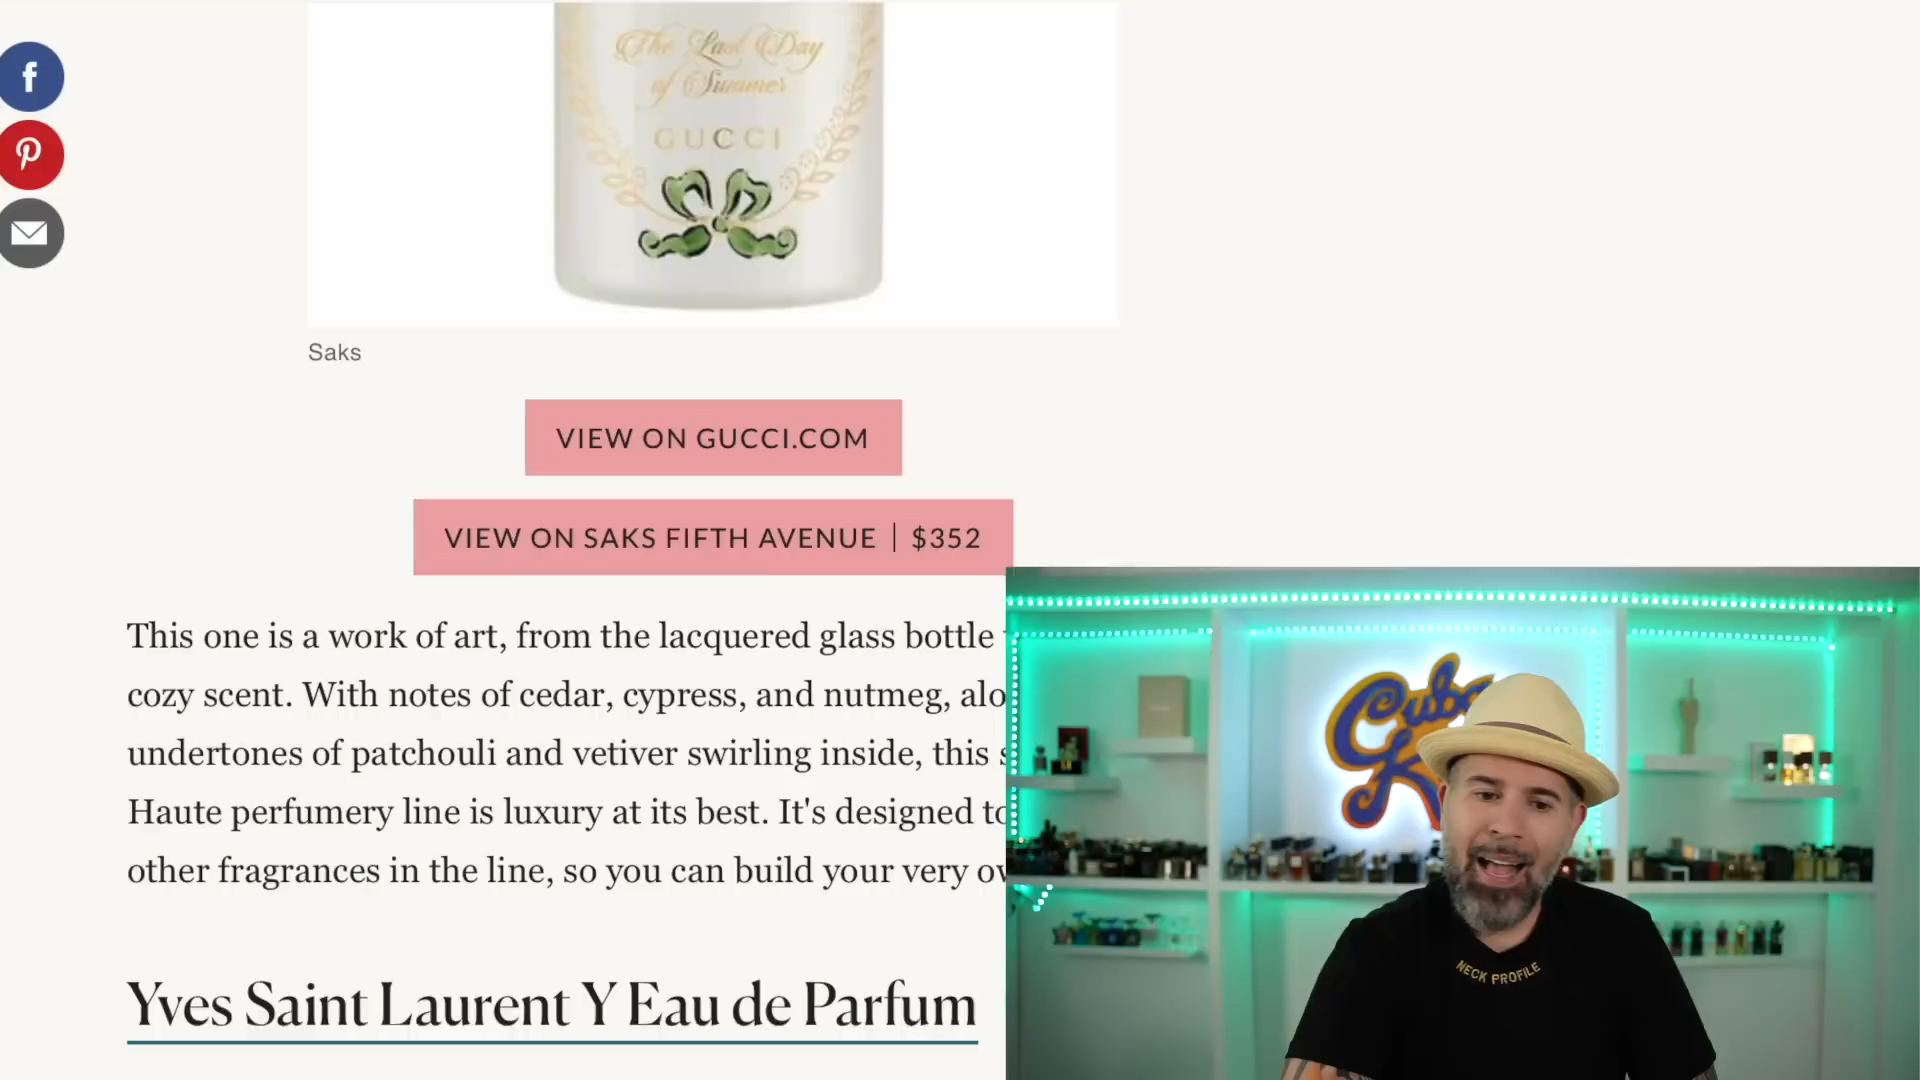 The Last Day
of Summer
GUCCI
Saks
VIEW ON GUCCI.COM
VIEW ON SAKS FIFTH AVENUE | $352
This one is a work of art, from the lacquered glass bottle
cozy scent. With notes of cedar, cypress, and nutmeg,
undertones of patchouli and vetiver swirling inside, this
Haute perfumery line is luxury at its best. It's designed
other fragrances in the line, so you can build your very
Yves Saint Laurent Y Eau de Parfum
Cuba
NECK PROFILE